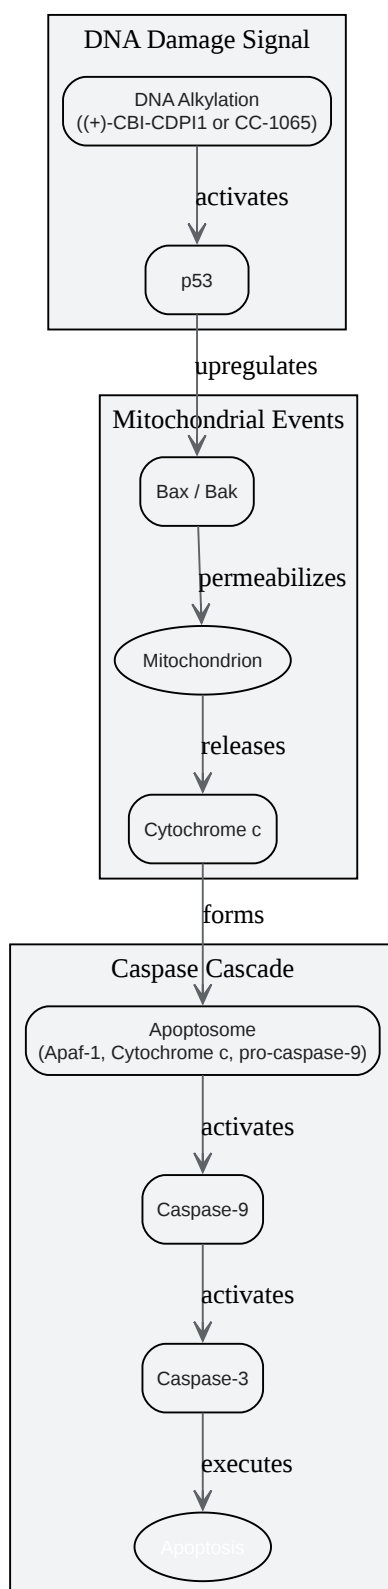 DNA Damage Signal
DNA Alkylation
((+)-CBI-CDPI1 or CC-1065)
activates
p53
upregulates
Mitochondrial Events
Bax / Bak
permeabilizes
Mitochondrion
releases
Cytochrome c
forms
Caspase Cascade
Apoptosome
(Apaf-1, Cytochrome c, pro-caspase-9)
activates
Caspase-9
activates
Caspase-3
executes
Apoptosis